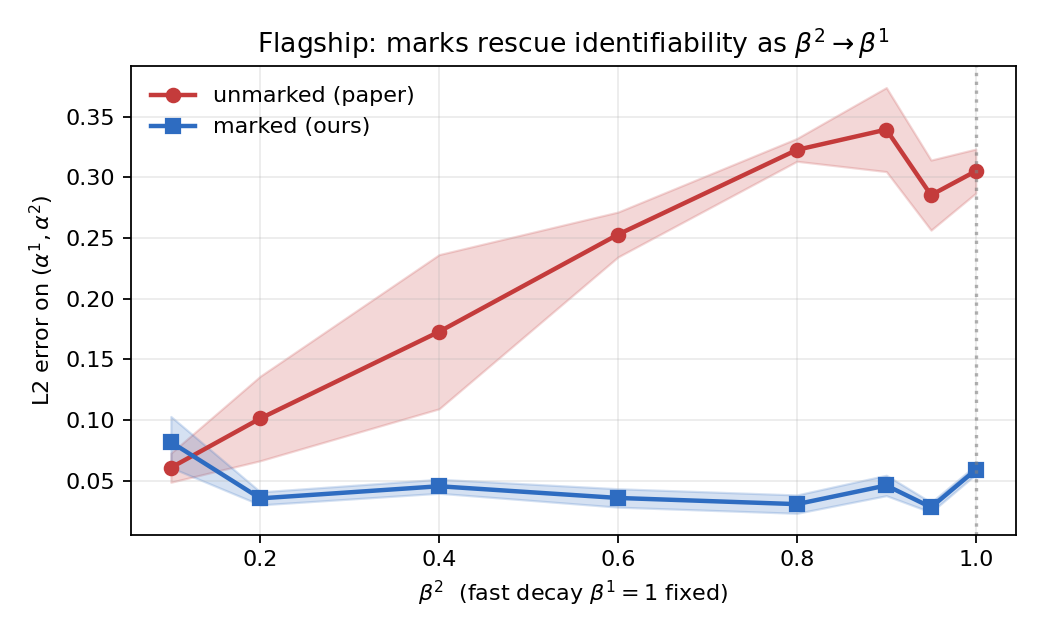 Flagship: marks rescue identifiability as β² → β¹
unmarked (paper)
marked (ours)
L2 error on (α¹, α²)
0.35
0.30
0.25
0.20
0.15
0.10
0.05
0.2
0.4
0.6
0.8
1.0
β² (fast decay β¹ = 1 fixed)